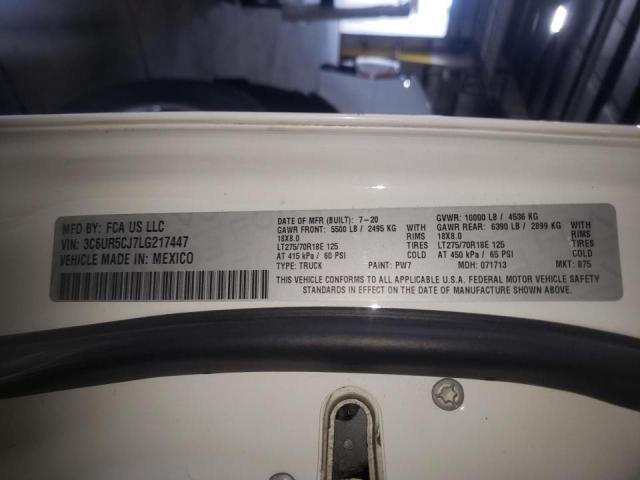 MFD BY: FCA US LLC
VIN: 3C6UR5CJ7LG217447
VEHICLE MADE IN: MEXICO
DATE OF MFR (BUILT): 7-20 GVWR: 10000 LB / 4536 KG
GAWR FRONT: 5500 LB / 2495 KG WITH GAWR REAR: 6390 LB / 2899 KG WITH
18X8.0 RIMS 18X8.0 RIMS
LT275/70R18E 125 TIRES LT275/70R18E 125 TIRES
AT 415 kPa / 60 PSI COLD AT 450 kPa / 65 PSI COLD
TYPE: TRUCK PAINT: PW7 MDH: 071713 MKT: 875
THIS VEHICLE CONFORMS TO ALL APPLICABLE U.S.A. FEDERAL MOTOR VEHICLE SAFETY
STANDARDS IN EFFECT ON THE DATE OF MANUFACTURE SHOWN ABOVE.